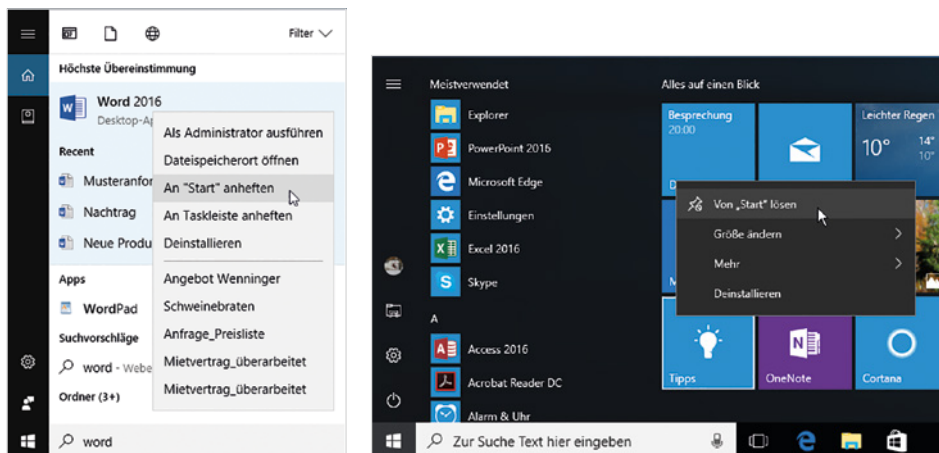 Filter
Höchste Übereinstimmung
Word 2016
Desktop-Ap
Als Administrator ausführen
Dateispeicherort öffnen
An "Start" anheften
An Taskleiste anheften
Deinstallieren
Angebot Wenninger
Schweinebraten
Anfrage_Preisliste
Mietvertrag_überarbeitet
Mietvertrag_überarbeitet
Recent
Musteranfor
Nachtrag
Neue Produ
Apps
WordPad
Suchvorschläge
word - Webe
Ordner (3+)
word
Meistverwendet
Explorer
PowerPoint 2016
Microsoft Edge
Einstellungen
Excel 2016
Skype
A
Access 2016
Acrobat Reader DC
Alarm & Uhr
Zur Suche Text hier eingeben
Alles auf einen Blick
Besprechung
20:00
Leichter Regen
10° 14°
10°
Von „Start" lösen
Größe ändern
Mehr
Deinstallieren
Tipps
OneNote
Cortana